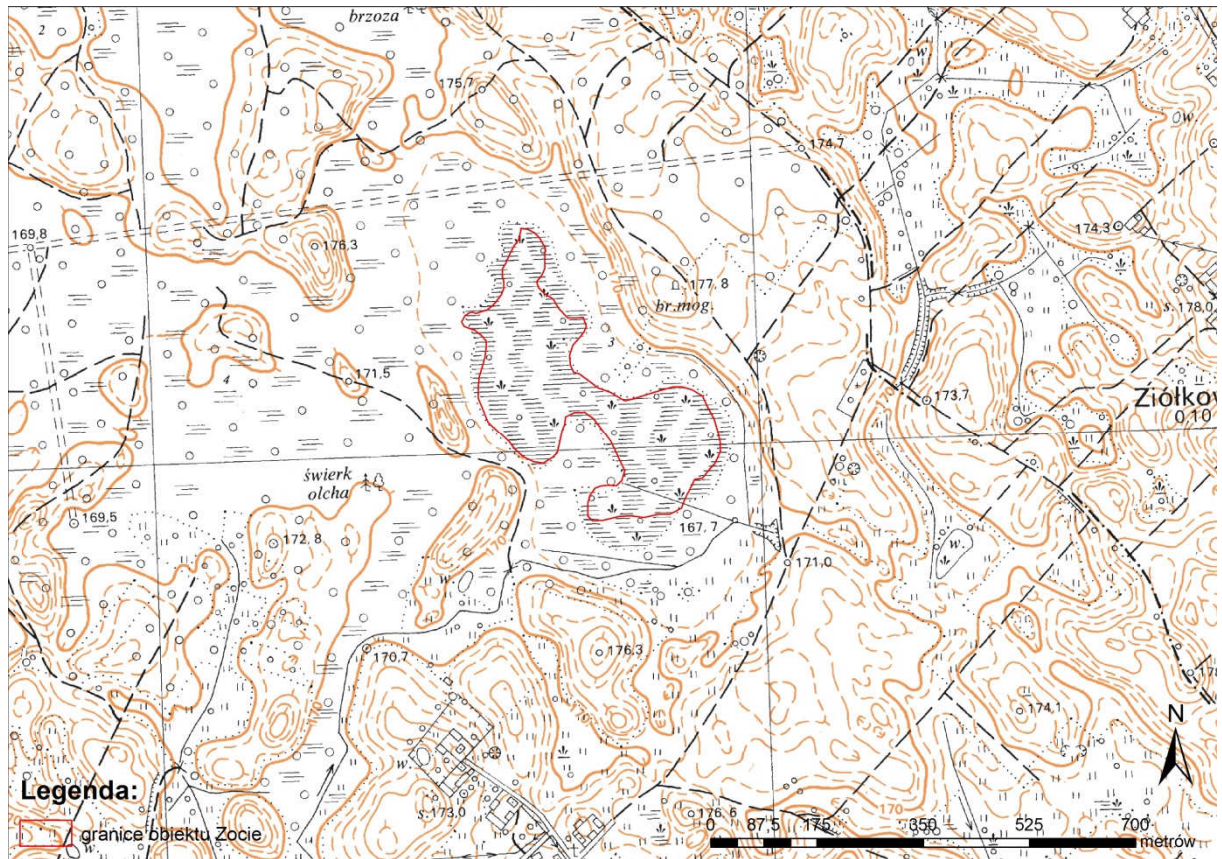 brzoza
2
1
w.
175,7
174,7
w.
169,8
176,3
174,3
177,8
s. 178,0
br. mog.
3
4
171,5
173,7
Ziółkow
0.10
świerk
olcha
169,5
172,8
167.7
w.
171,0
w.
170,7
176,3
174,1
w.
s. 173,0
170
s. 176,6
w.
N
Legenda:
granice obiektu Zocie
0 87,5 175 350 525 700
metrów